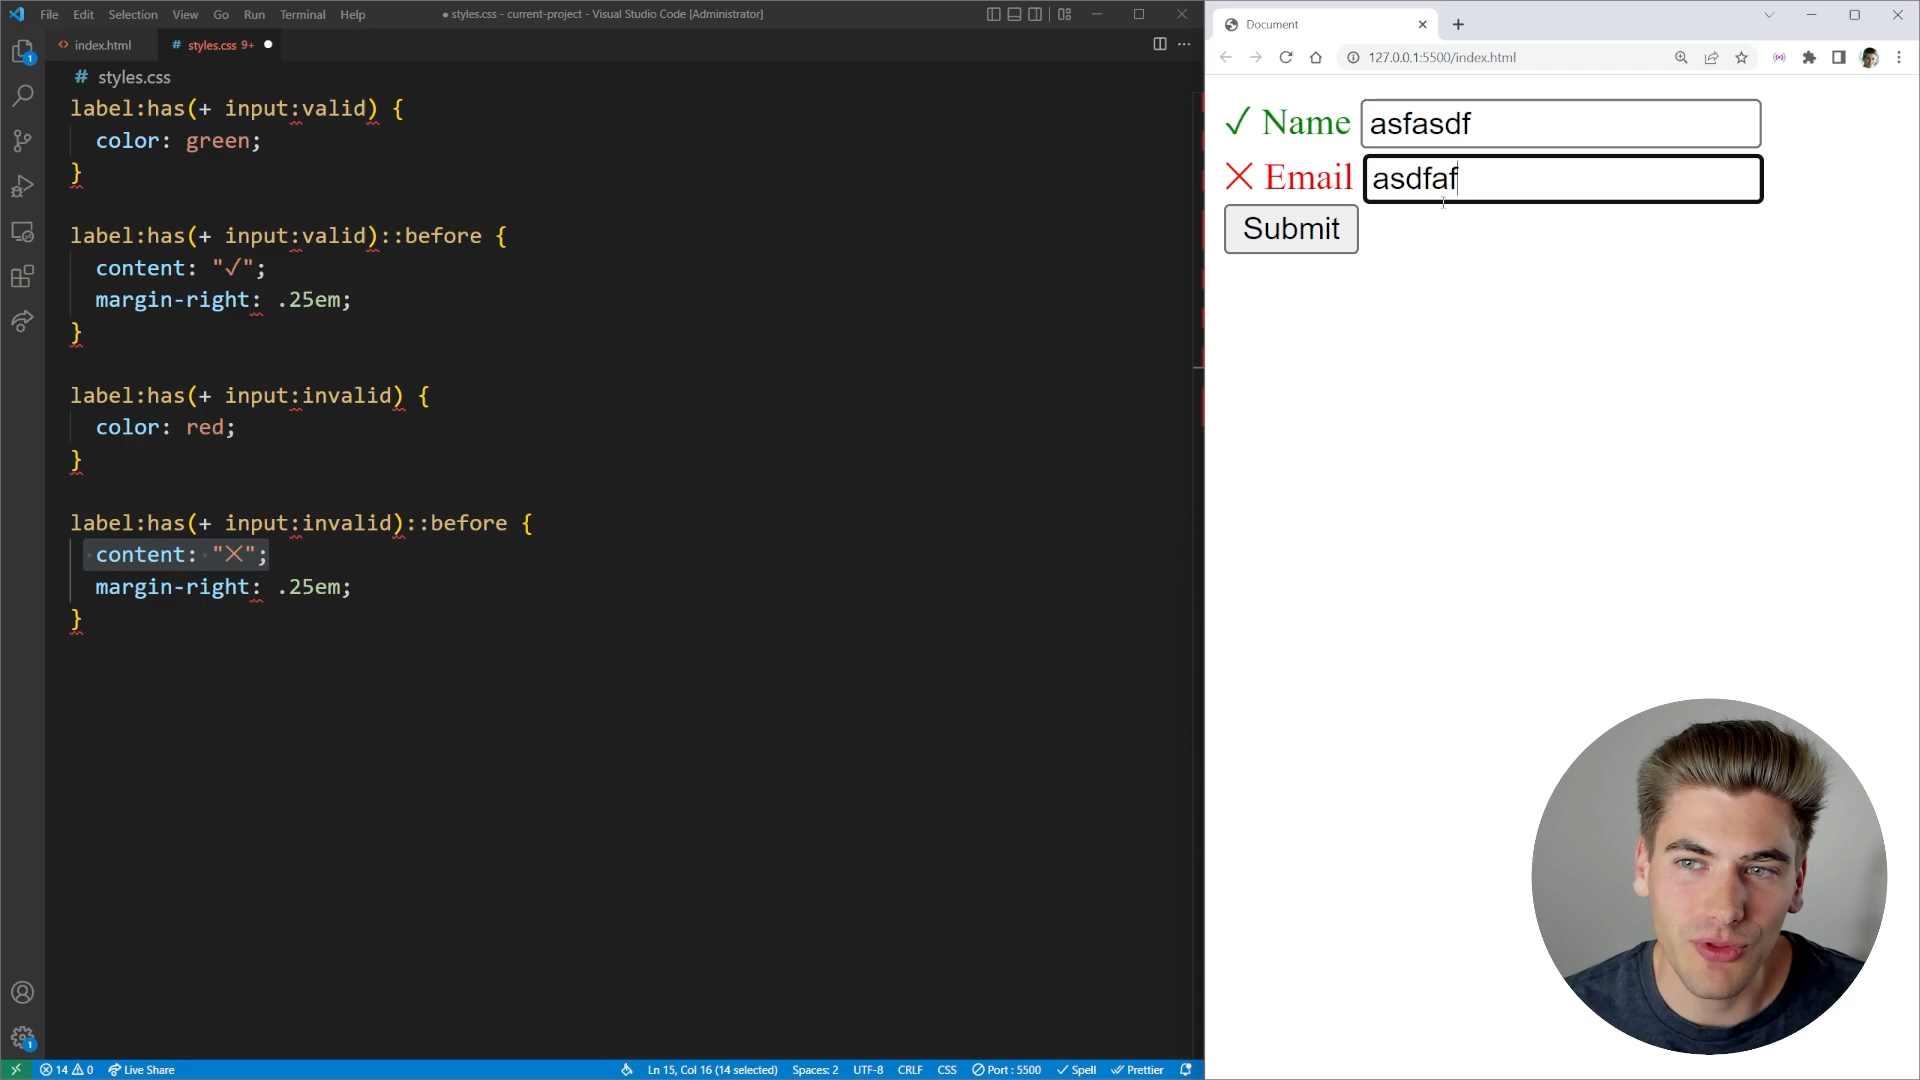 File Edit Selection View Go Run Terminal Help
● styles.css - current-project - Visual Studio Code [Administrator]
index.html
# styles.css 9+ ●
# styles.css
label:has(+ input:valid) {
color: green;
}
label:has(+ input:valid)::before {
content: "✓";
margin-right: .25em;
}
label:has(+ input:invalid) {
color: red;
}
label:has(+ input:invalid)::before {
content: "✕";
margin-right: .25em;
}
1
1
14 0 Live Share
Ln 15, Col 16 (14 selected) Spaces: 2 UTF-8 CRLF CSS Port : 5500 Spell Prettier
Document
127.0.0.1:5500/index.html
✓ Name asfasdf
✕ Email asdfaf
Submit